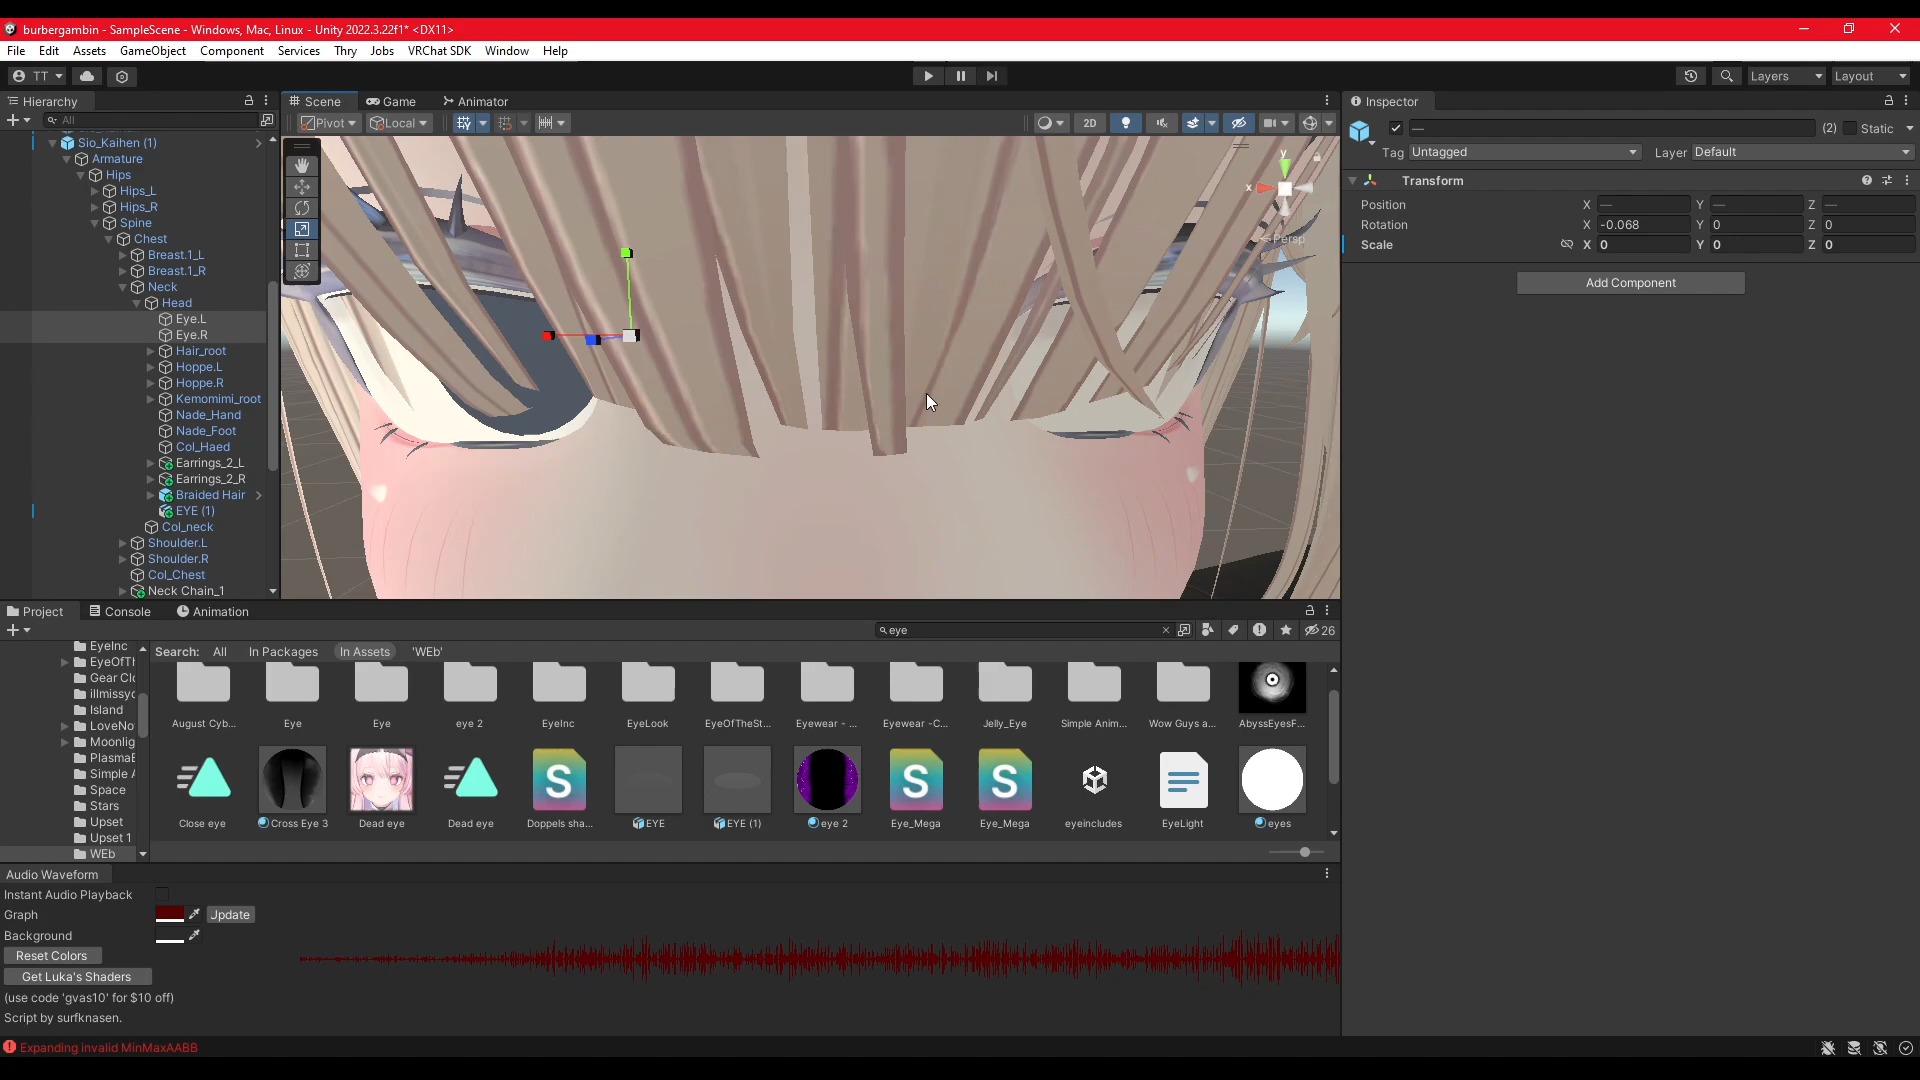 burbergambin - SampleScene - Windows, Mac, Linux - Unity 2022.3.22f1* <DX11>
File Edit Assets GameObject Component Services Thry Jobs VRChat SDK Window Help
TT
Layers Layout
Hierarchy
All
Sio_Kaihen (1)
Armature
Hips
Hips_L
Hips_R
Spine
Chest
Breast.1_L
Breast.1_R
Neck
Head
Eye.L
Eye.R
Hair_root
Hoppe.L
Hoppe.R
Kemomimi_root
Nade_Hand
Nade_Foot
Col_Haed
Earrings_2_L
Earrings_2_R
Braided Hair
EYE (1)
Col_neck
Shoulder.L
Shoulder.R
Col_Chest
Neck Chain_1
Scene Game Animator
Pivot Local 2D
y
x
Persp
Inspector
— (2) Static
Tag Untagged Layer Default
Transform
Position X — Y — Z —
Rotation X -0.068 Y 0 Z 0
Scale X 0 Y 0 Z 0
Add Component
Project Console Animation
eye
26
EyeInc
EyeOfTh
Gear Clo
illmissyo
Island
LoveNo
Moonlig
PlasmaE
Simple A
Space
Stars
Upset
Upset 1
WEb
Search: All In Packages In Assets 'WEb'
August Cyb... Eye Eye eye 2 EyeInc EyeLook EyeOfTheSt... Eyewear - ... Eyewear -C... Jelly_Eye Simple Anim... Wow Guys a... AbyssEyesF...
Close eye Cross Eye 3 Dead eye Dead eye Doppels sha... EYE EYE (1) eye 2 Eye_Mega Eye_Mega eyeincludes EyeLight eyes
Audio Waveform
Instant Audio Playback
Graph Update
Background
Reset Colors
Get Luka's Shaders
(use code 'gvas10' for $10 off)
Script by surfknasen.
Expanding invalid MinMaxAABB